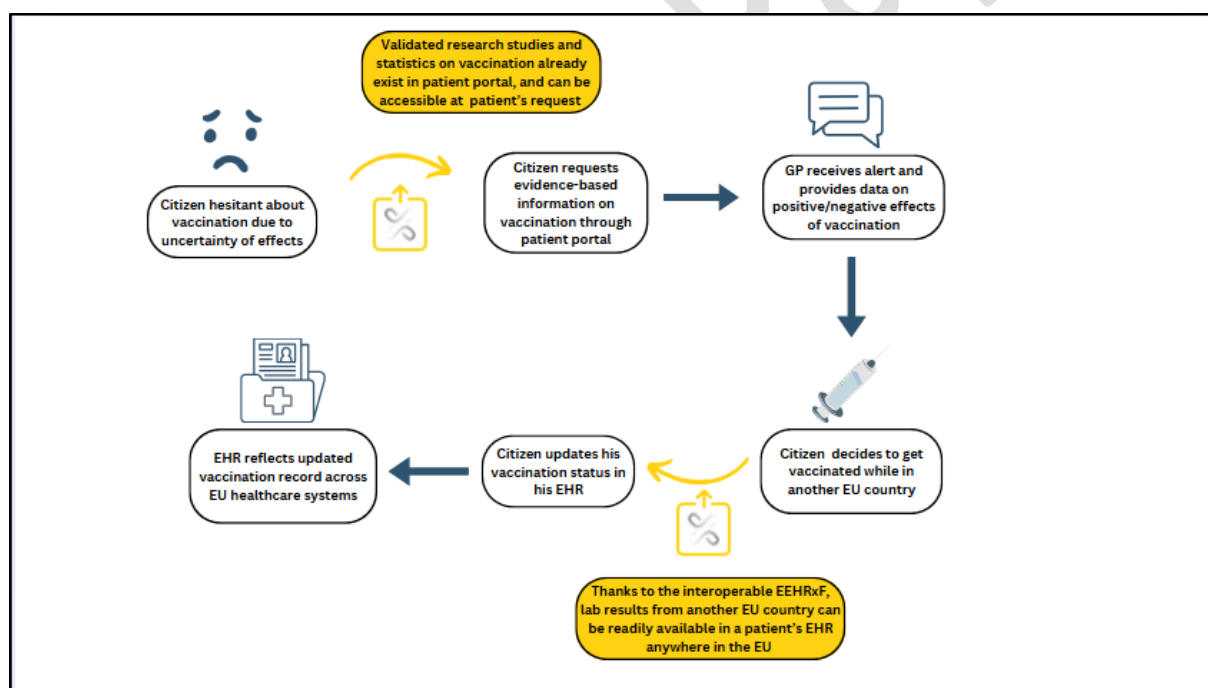 Validated research studies and
statistics on vaccination already
exist in patient portal, and can be
accessible at patient's request
Citizen hesitant about
vaccination due to
uncertainty of effects
Citizen requests
evidence-based
information on
vaccination through
patient portal
GP receives alert and
provides data on
positive/negative effects
of vaccination
Citizen decides to get
vaccinated while in
another EU country
Citizen updates his
vaccination status in
his EHR
EHR reflects updated
vaccination record across
EU healthcare systems
Thanks to the interoperable EEHRxF,
lab results from another EU country can
be readily available in a patient's EHR
anywhere in the EU